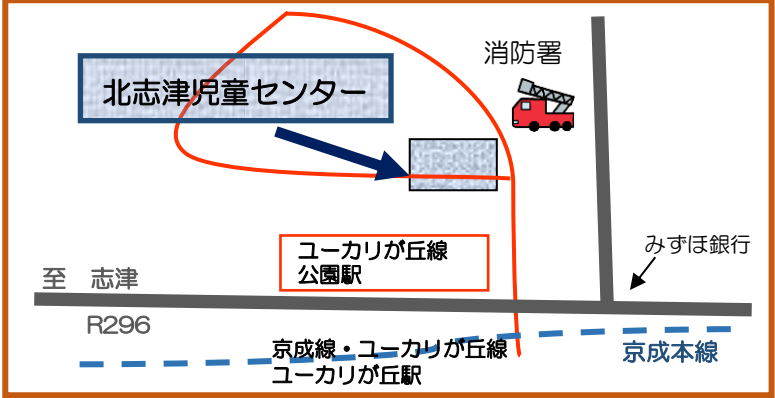 消防署
北志津児童センター
みずほ銀行
ユーカリが丘線
公園駅
至　志津
R296
京成線・ユーカリが丘線
ユーカリが丘駅
京成本線